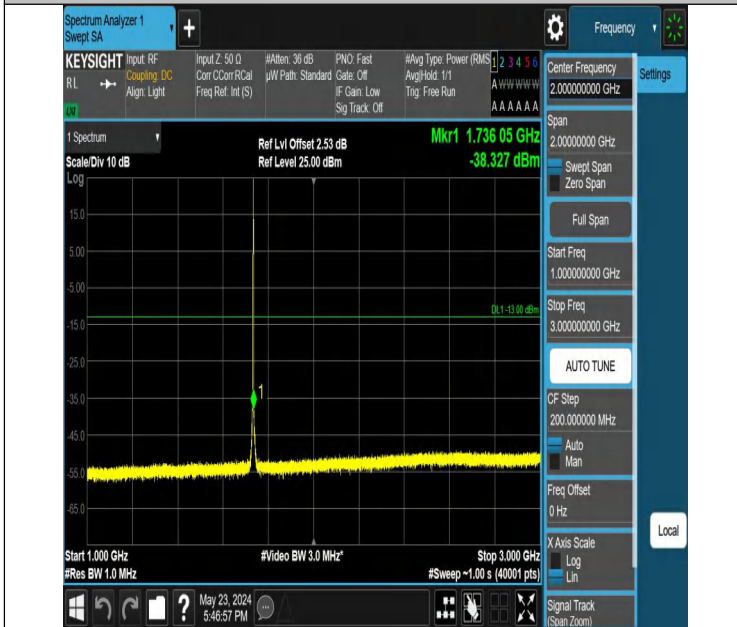 Spectrum Analyzer 1
Swept SA
+
Frequency
KEYSIGHT
RL
Input: RF
Coupling: DC
Align: Light
Input Z: 50 Ω
Corr CCorr RCal
Freq Ref: Int (S)
#Atten: 36 dB
µW Path: Standard
PNO: Fast
Gate: Off
IF Gain: Low
Sig Track: Off
#Avg Type: Power (RMS
Avg|Hold: 1/1
Trig: Free Run
1 2 3 4 5 6
A W W W W W
A A A A A A
1 Spectrum
Scale/Div 10 dB
Log
Ref Lvl Offset 2.53 dB
Ref Level 25.00 dBm
Mkr1 1.736 05 GHz
-38.327 dBm
15.0
5.00
-5.00
DL1 -13.00 dBm
-15.0
-25.0
-35.0
1
-45.0
-55.0
-65.0
Start 1.000 GHz
#Res BW 1.0 MHz
#Video BW 3.0 MHz*
Stop 3.000 GHz
#Sweep ~1.00 s (40001 pts)
?
May 23, 2024
5:46:57 PM
Center Frequency
2.000000000 GHz
Settings
Span
2.00000000 GHz
Swept Span
Zero Span
Full Span
Start Freq
1.000000000 GHz
Stop Freq
3.000000000 GHz
AUTO TUNE
CF Step
200.000000 MHz
Auto
Man
Freq Offset
0 Hz
X Axis Scale
Log
Lin
Local
Signal Track
(Span Zoom)